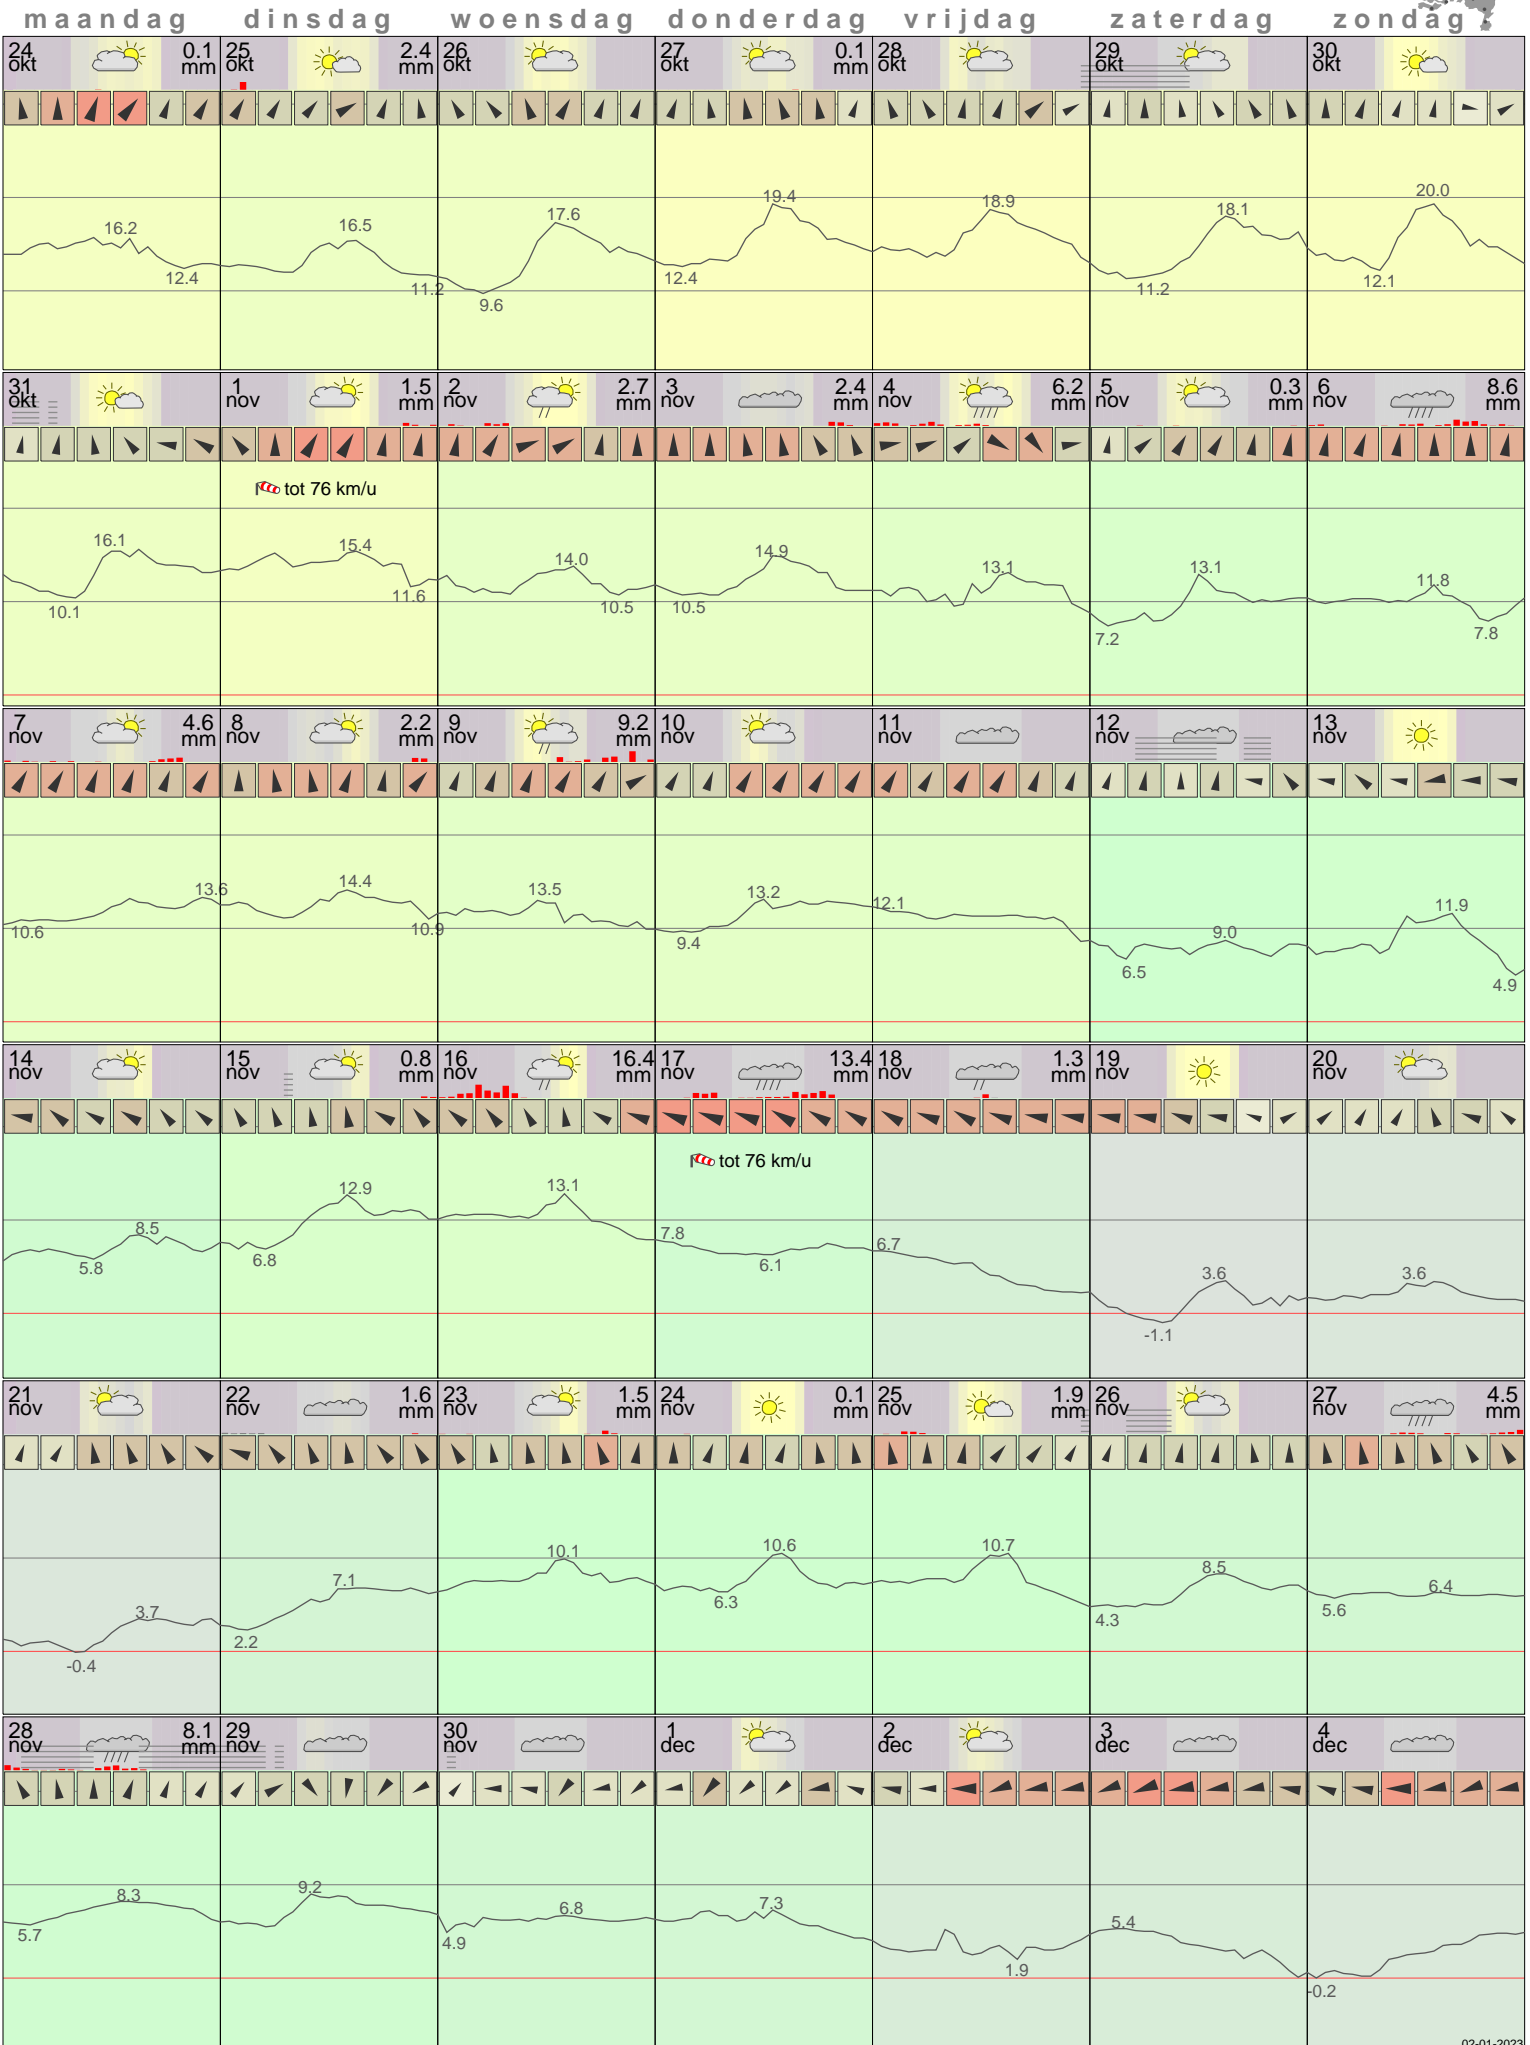 maandag dinsdag woensdag donderdag vrijdag zaterdag zondag
24 okt 0.1 mm 25 okt 2.4 mm 26 okt 27 okt 0.1 mm 28 okt 29 okt 30 okt
16.2 12.4 16.5 11.2 9.6 17.6 12.4 19.4 18.9 11.2 18.1 12.1 20.0
31 okt 1 nov 1.5 mm 2 nov 2.7 mm 3 nov 2.4 mm 4 nov 6.2 mm 5 nov 0.3 mm 6 nov 8.6 mm
tot 76 km/u
10.1 16.1 15.4 11.6 14.0 10.5 10.5 14.9 13.1 7.2 13.1 11.8 7.8
7 nov 4.6 mm 8 nov 2.2 mm 9 nov 9.2 mm 10 nov 11 nov 12 nov 13 nov
10.6 13.6 14.4 10.9 13.5 9.4 13.2 12.1 6.5 9.0 11.9 4.9
14 nov 15 nov 0.8 mm 16 nov 16.4 mm 17 nov 13.4 mm 18 nov 1.3 mm 19 nov 20 nov
tot 76 km/u
5.8 8.5 6.8 12.9 13.1 7.8 6.1 6.7 -1.1 3.6 3.6
21 nov 22 nov 1.6 mm 23 nov 1.5 mm 24 nov 0.1 mm 25 nov 1.9 mm 26 nov 27 nov 4.5 mm
-0.4 3.7 2.2 7.1 10.1 6.3 10.6 10.7 4.3 8.5 5.6 6.4
28 nov 8.1 mm 29 nov 30 nov 1 dec 2 dec 3 dec 4 dec
5.7 8.3 9.2 4.9 6.8 7.3 1.9 5.4 -0.2
02-01-2023